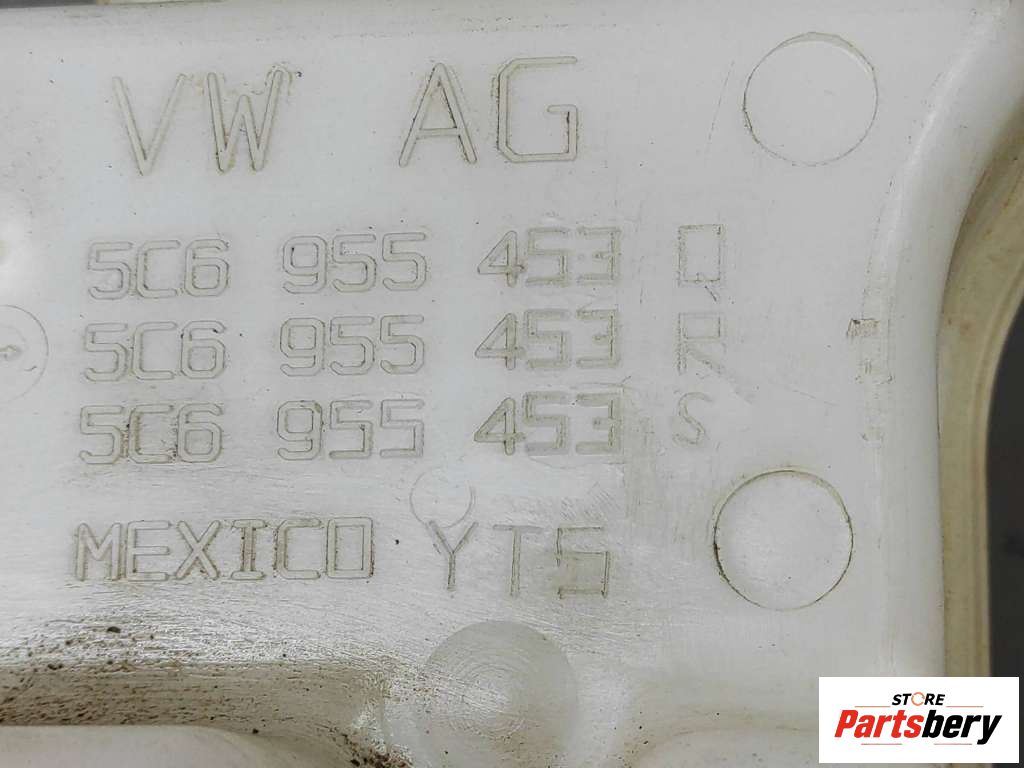 VW AG
5C6 955 453 Q
5C6 955 453 R
5C6 955 453 S
MEXICO YTS
STORE
Partsbery